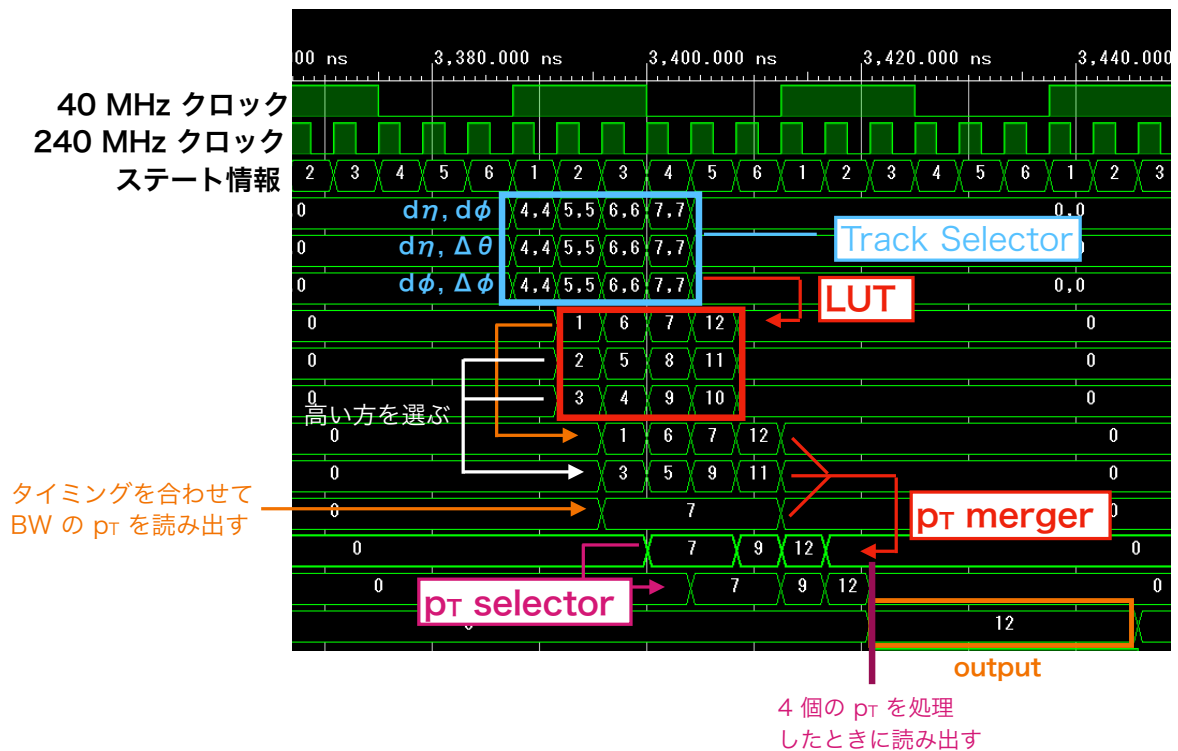 00 ns 3,380.000 ns 3,400.000 ns 3,420.000 ns 3,440.000
40 MHz クロック
240 MHz クロック
ステート情報 2 3 4 5 6 1 2 3 4 5 6 1 2 3 4 5 6 1 2 3
0 dη, dφ 4,4 5,5 6,6 7,7 0,0
Track Selector
0 dη, Δθ 4,4 5,5 6,6 7,7
0 dφ, Δφ 4,4 5,5 6,6 7,7 0,0
LUT
0 1 6 7 12 0
0 2 5 8 11 0
0 3 4 9 10 0
高い方を選ぶ
0 1 6 7 12 0
0 3 5 9 11 0
タイミングを合わせて
BW の pT を読み出す
0 7 0
pT merger
0 7 9 12 0
0 7 9 12 0
pT selector
12
output
4 個の pT を処理
したときに読み出す